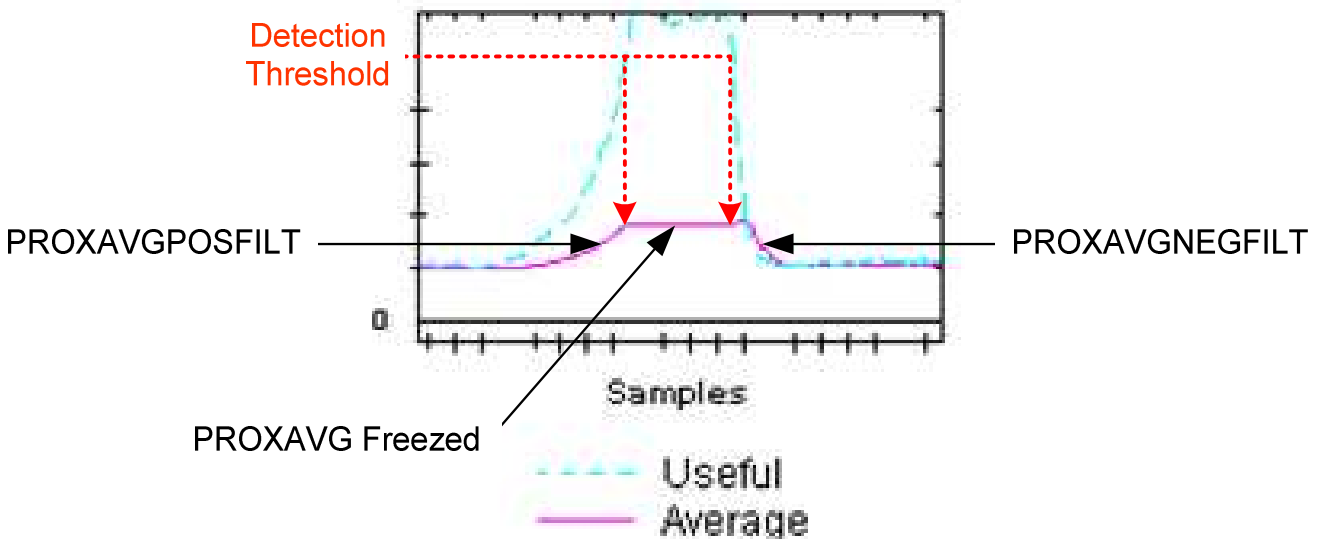 Detection
Threshold
PROXAVGPOSFILT
PROXAVGNEGFILT
0
Samples
PROXAVG Freezed
Useful
Average